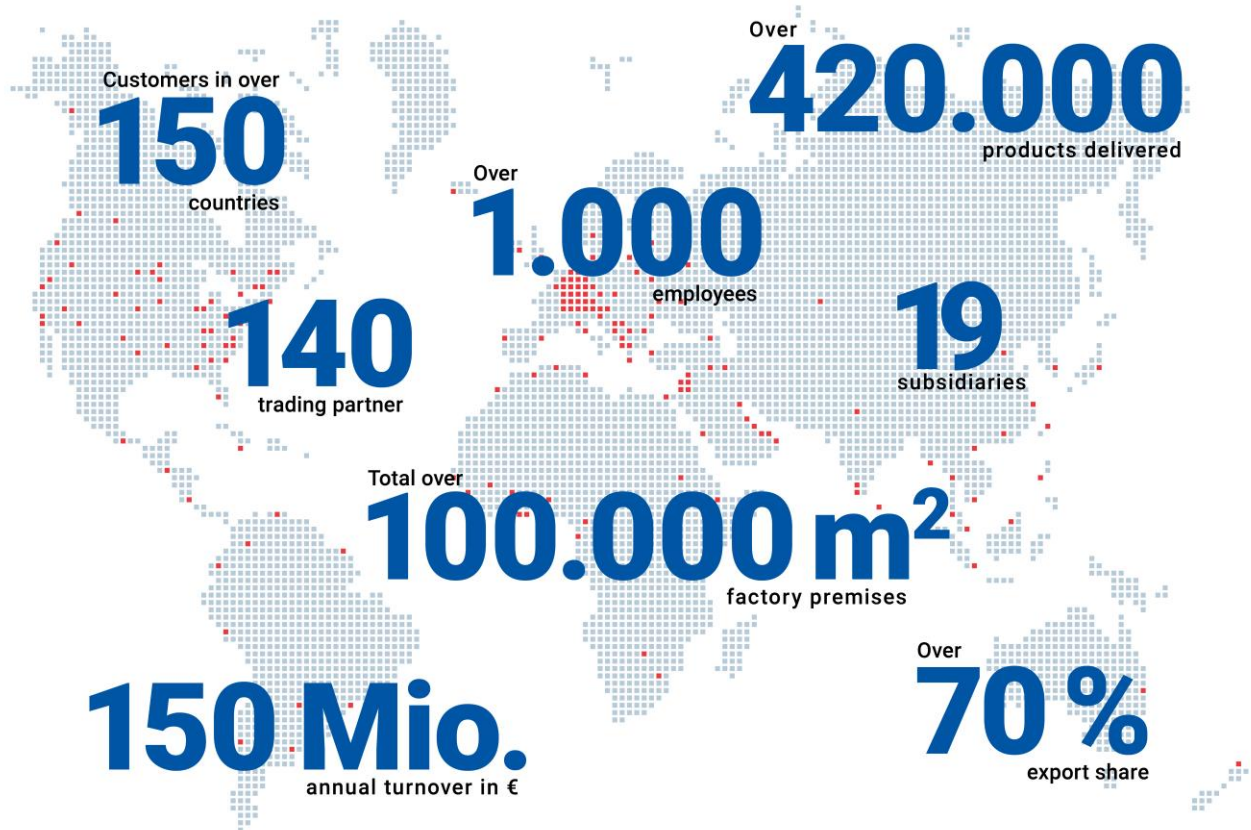 Customers in over
150
countries
Over
420.000
products delivered
Over
1.000
employees
140
trading partner
19
subsidiaries
Total over
100.000 m²
factory premises
150 Mio.
annual turnover in €
Over
70 %
export share